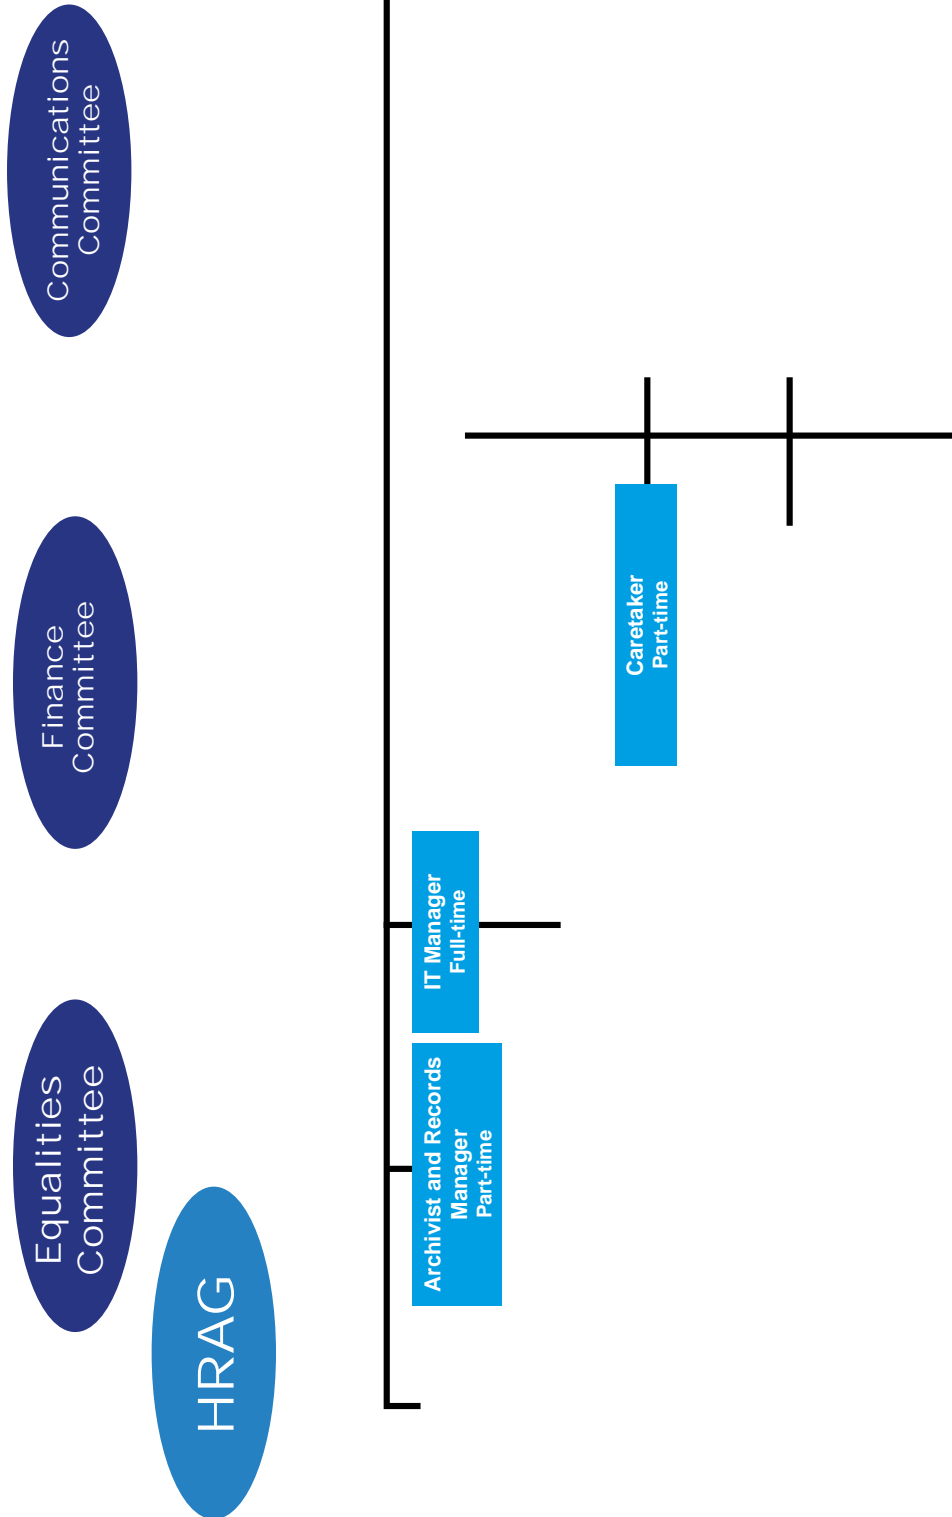 Equalities
Committee
Finance
Committee
Communications
Committee
HRAG
Archivist and Records
Manager
Part-time
IT Manager
Full-time
Caretaker
Part-time